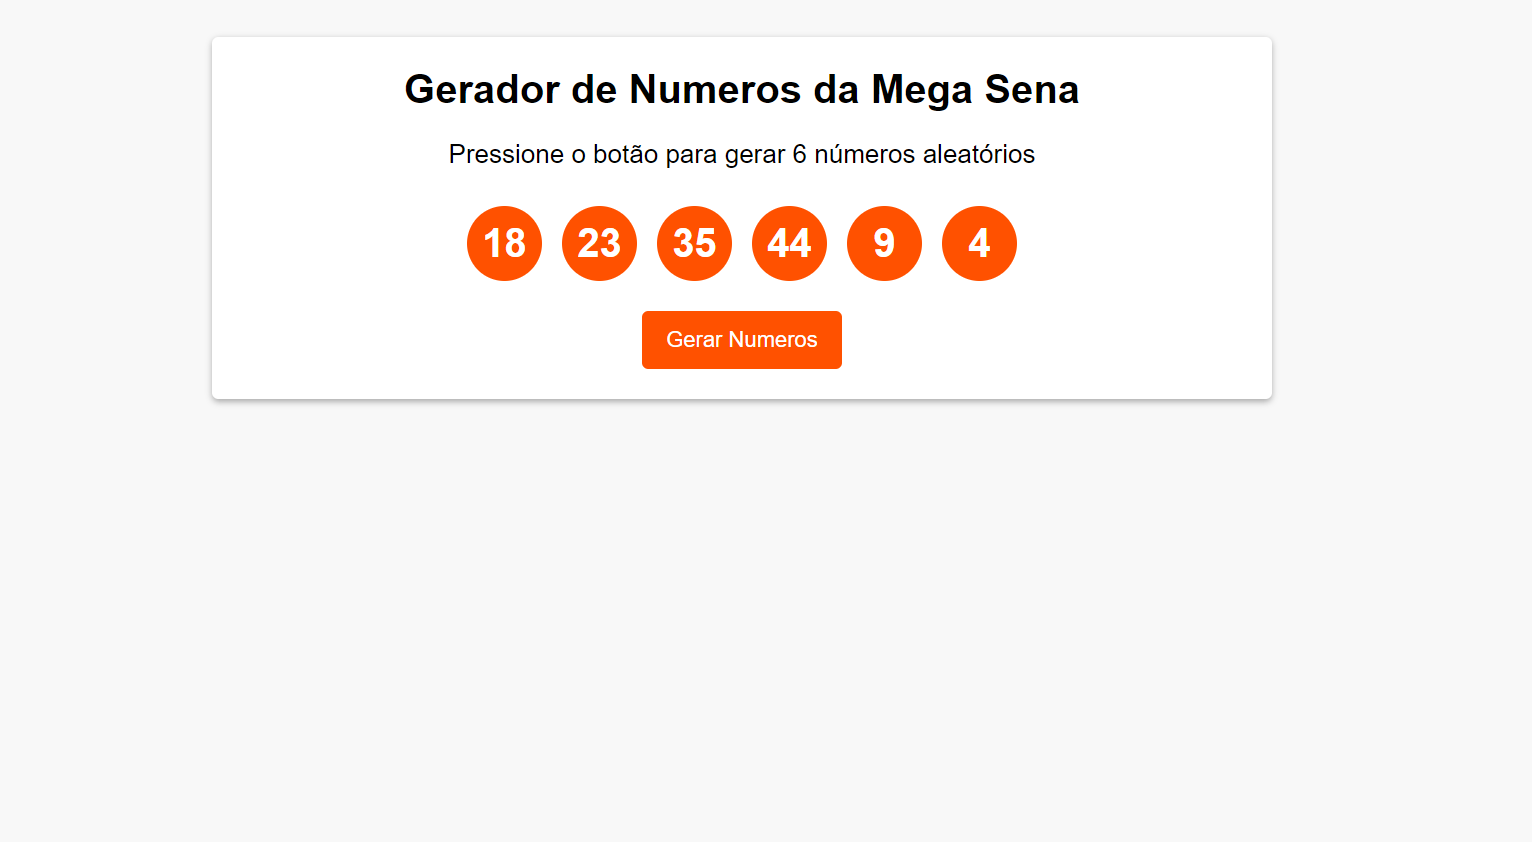 Gerador de Numeros da Mega Sena
Pressione o botão para gerar 6 números aleatórios
18 23 35 44 9 4
Gerar Numeros